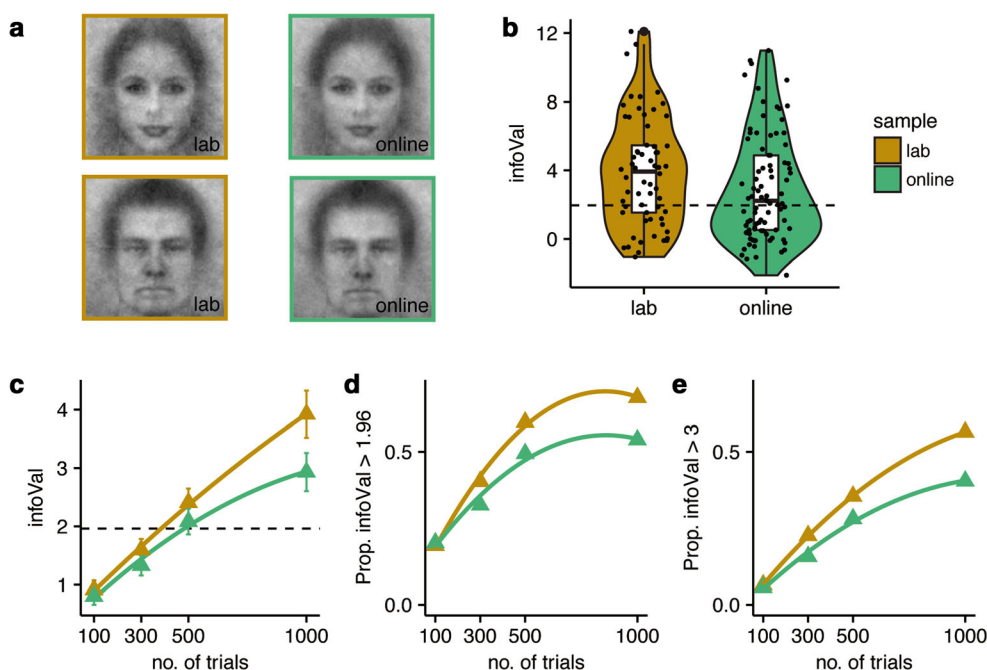 a
lab
online
lab
online
b
12
8
4
0
infoVal
lab
online
sample
lab
online
c
4
3
2
1
infoVal
100
300
500
1000
no. of trials
d
0.5
0.0
Prop. infoVal > 1.96
100
300
500
1000
no. of trials
e
0.5
0.0
Prop. infoVal > 3
100
300
500
1000
no. of trials